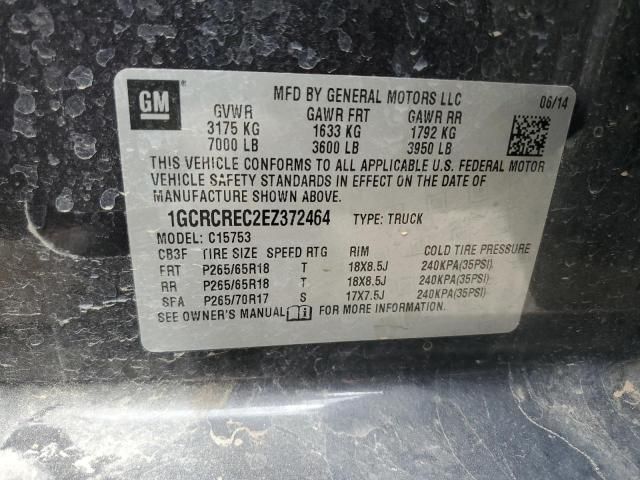 GM
MFD BY GENERAL MOTORS LLC 06/14
GVWR GAWR FRT GAWR RR
3175 KG 1633 KG 1792 KG
7000 LB 3600 LB 3950 LB
THIS VEHICLE CONFORMS TO ALL APPLICABLE U.S. FEDERAL MOTOR
VEHICLE SAFETY STANDARDS IN EFFECT ON THE DATE OF
MANUFACTURE SHOWN ABOVE.
1GCRCREC2EZ372464 TYPE: TRUCK
MODEL: C15753
CB3F TIRE SIZE SPEED RTG RIM COLD TIRE PRESSURE
FRT P265/65R18 T 18X8.5J 240KPA(35PSI)
RR P265/65R18 T 18X8.5J 240KPA(35PSI)
SFA P265/70R17 S 17X7.5J 240KPA(35PSI)
SEE OWNER'S MANUAL FOR MORE INFORMATION.